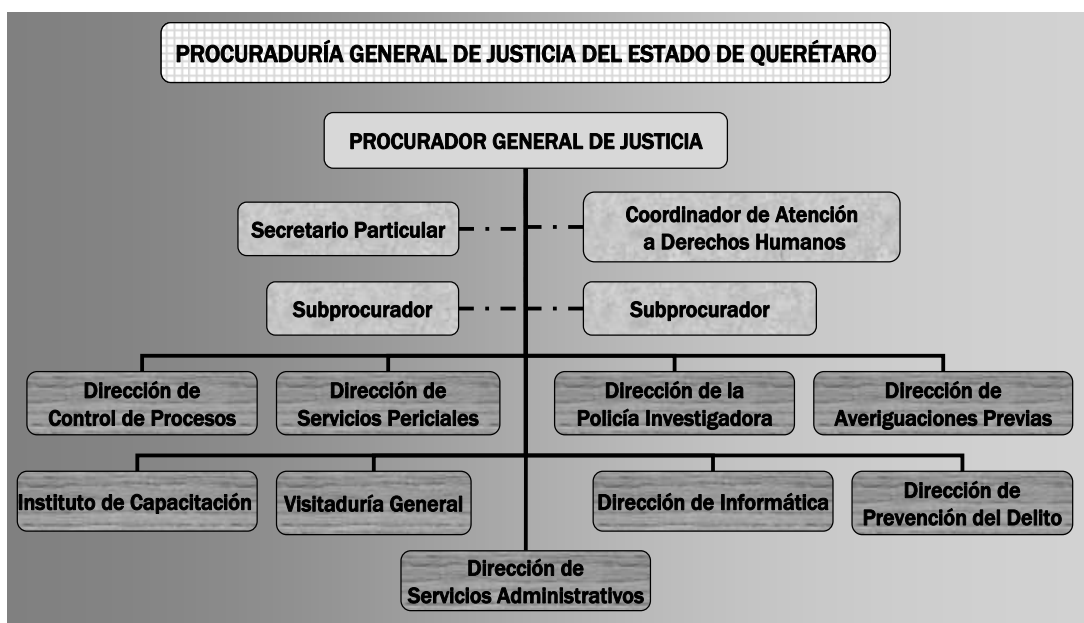 PROCURADURÍA GENERAL DE JUSTICIA DEL ESTADO DE QUERÉTARO
PROCURADOR GENERAL DE JUSTICIA
Secretario Particular
Coordinador de Atención
a Derechos Humanos
Subprocurador
Subprocurador
Dirección de
Control de Procesos
Dirección de
Servicios Periciales
Dirección de la
Policía Investigadora
Dirección de
Averiguaciones Previas
Instituto de Capacitación
Visitaduría General
Dirección de Informática
Dirección de
Prevención del Delito
Dirección de
Servicios Administrativos